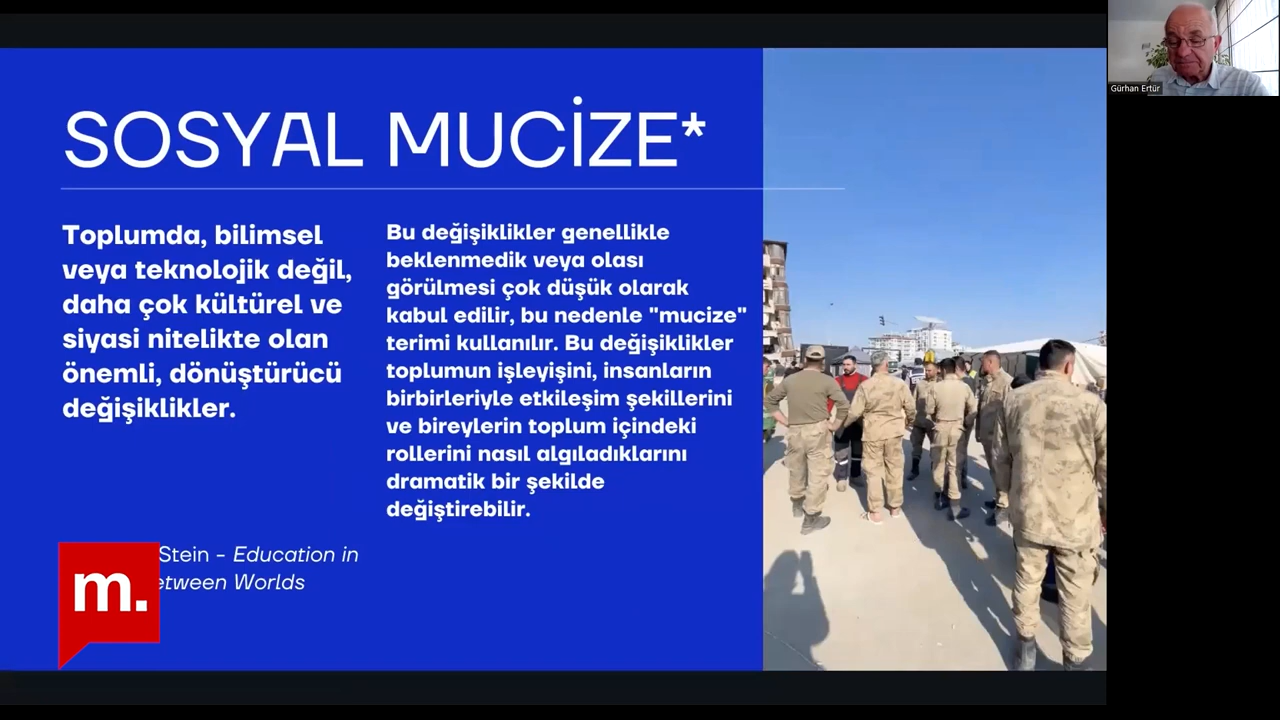 SOSYAL MUCİZE*
Toplumda, bilimsel
veya teknolojik değil,
daha çok kültürel ve
siyasi nitelikte olan
önemli, dönüştürücü
değişiklikler.
Bu değişiklikler genellikle
beklenmedik veya olası
görülmesi çok düşük olarak
kabul edilir, bu nedenle "mucize"
terimi kullanılır. Bu değişiklikler
toplumun işleyişini, insanların
birbirleriyle etkileşim şekillerini
ve bireylerin toplum içindeki
rollerini nasıl algıladıklarını
dramatik bir şekilde
değiştirebilir.
Stein - Education in
etween Worlds
m.
Gürhan Ertür